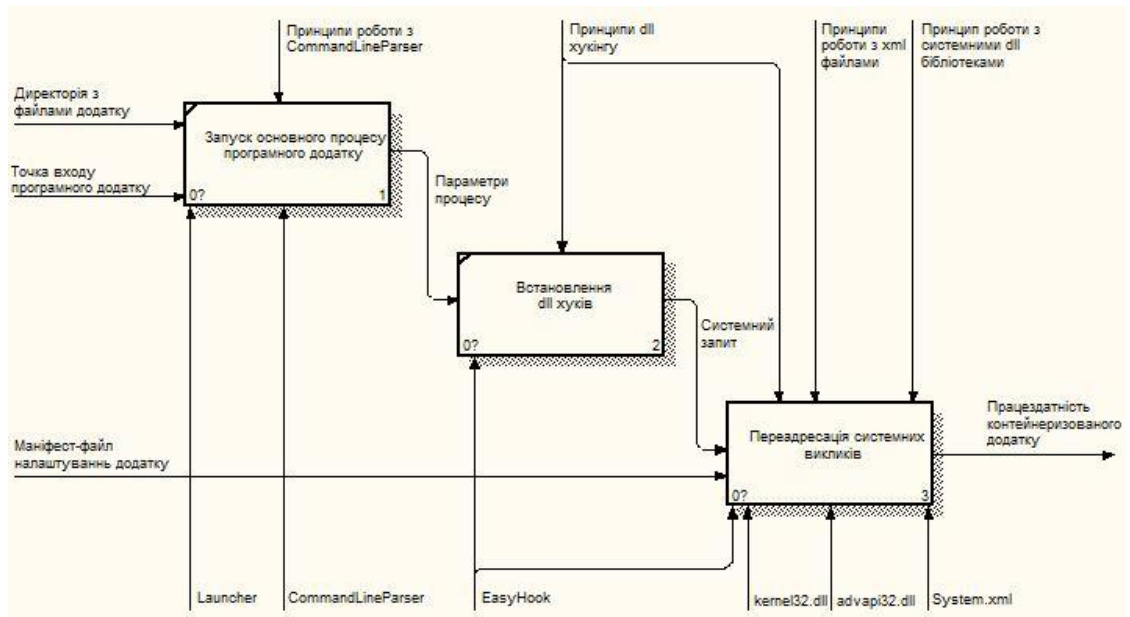 Принципи роботи з
CommandLineParser
Принципи dll
хукінгу
Принципи
роботи з xml
файлами
Принцип роботи з
системними dll
бібліотеками
Директорія з
файлами додатку
Точка входу
програмного додатку
Запуск основного процесу
програмного додатку
0?
1
Параметри
процесу
Встановлення
dll хуків
0?
2
Системний
запит
Маніфест-файл
налаштуваннь додатку
Переадресація системних
викликів
0?
3
Працездатність
контейнеризованого
додатку
Launcher
CommandLineParser
EasyHook
kernel32.dll
advapi32.dll
System.xml